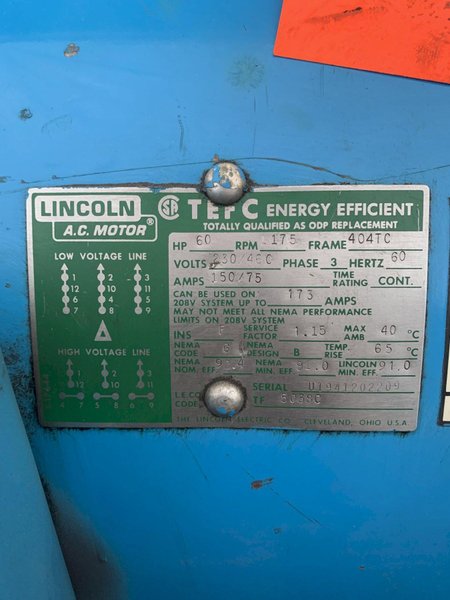 LINCOLN
A.C. MOTOR
TEFC ENERGY EFFICIENT
TOTALLY QUALIFIED AS ODP REPLACEMENT
HP 60 RPM 175 FRAME 404TC
VOLTS 230/460 PHASE 3 HERTZ 60
AMPS 150/75 TIME RATING CONT.
CAN BE USED ON 208V SYSTEM UP TO 173 AMPS
MAY NOT MEET ALL NEMA PERFORMANCE
LIMITS ON 208V SYSTEM
INS F SERVICE FACTOR 1.15 MAX AMB 40 °C
NEMA CODE G NEMA DESIGN B TEMP. RISE 65 °C
NEMA NOM. EFF. NEMA MIN. EFF. 91.0 LINCOLN MIN. EFF. 91.0
SERIAL U1941202209
L.E.CO. CODE TF
THE LINCOLN ELECTRIC CO. CLEVELAND, OHIO U.S.A.
LOW VOLTAGE LINE
1 2 3
12 10 11
6 4 5
7 8 9
HIGH VOLTAGE LINE
1 2 3
12 10 11
7 5 8 6 9